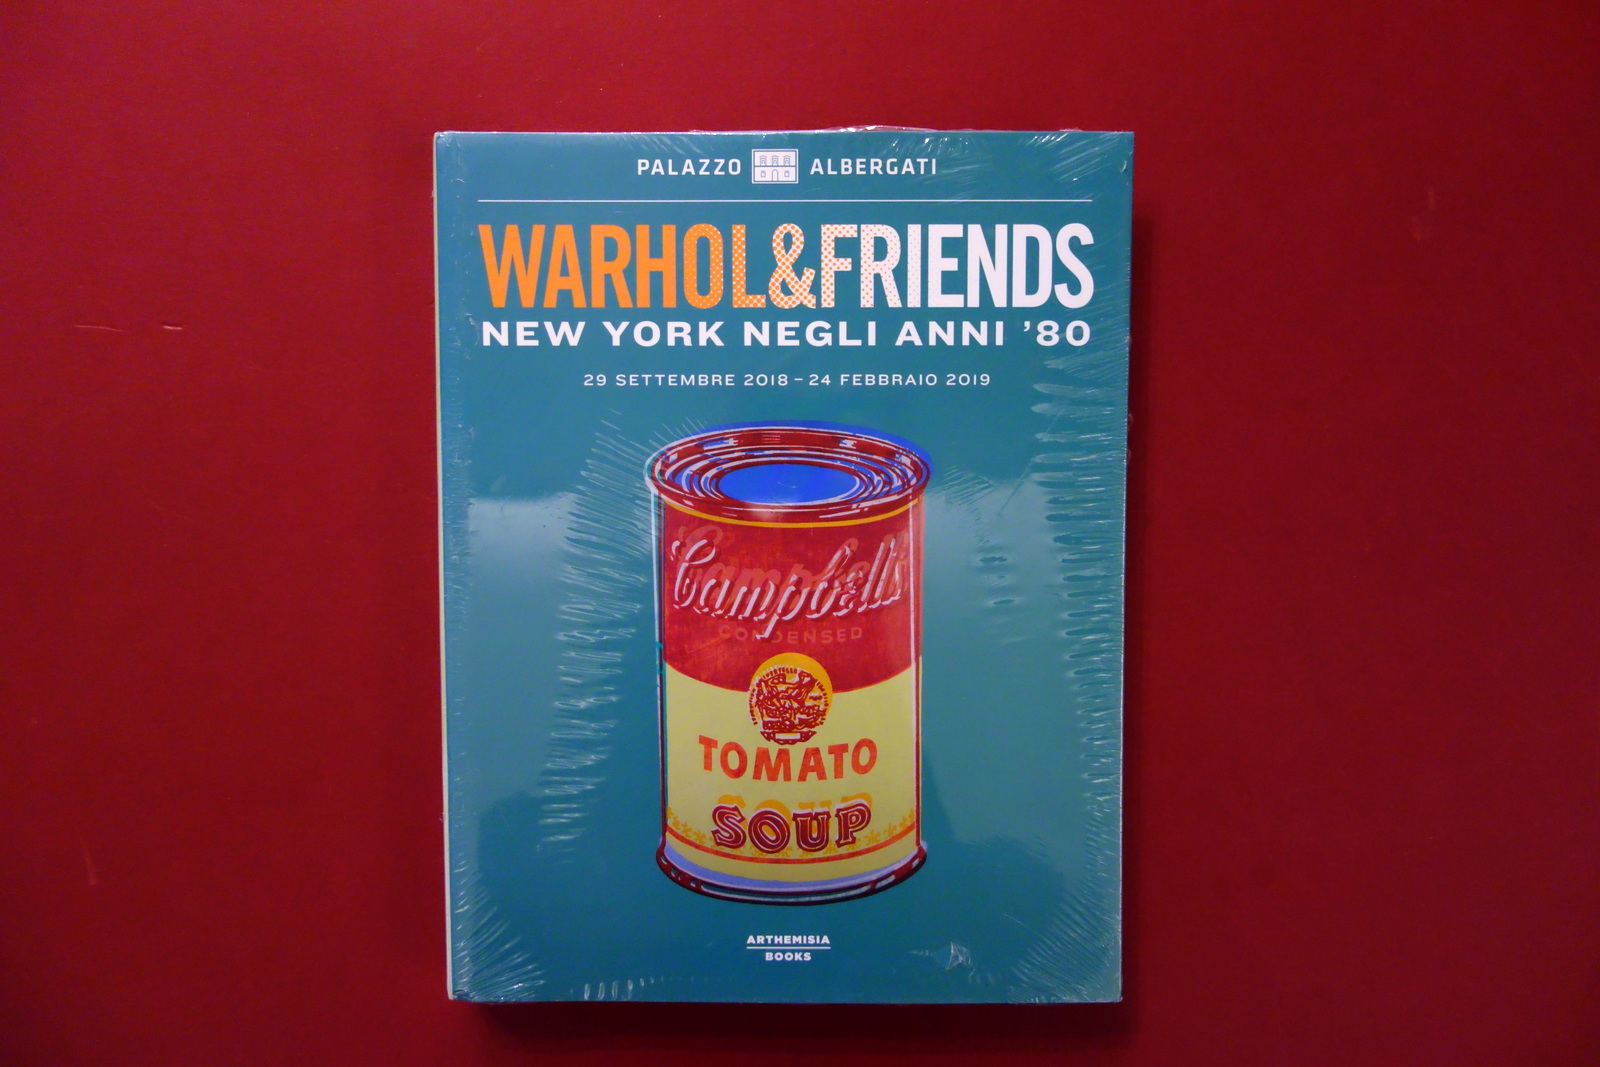 PALAZZO ALBERGATI
WARHOL&FRIENDS
NEW YORK NEGLI ANNI '80
29 SETTEMBRE 2018 – 24 FEBBRAIO 2019
Campbell's
CONDENSED
TOMATO
SOUP
ARTHEMISIA
BOOKS